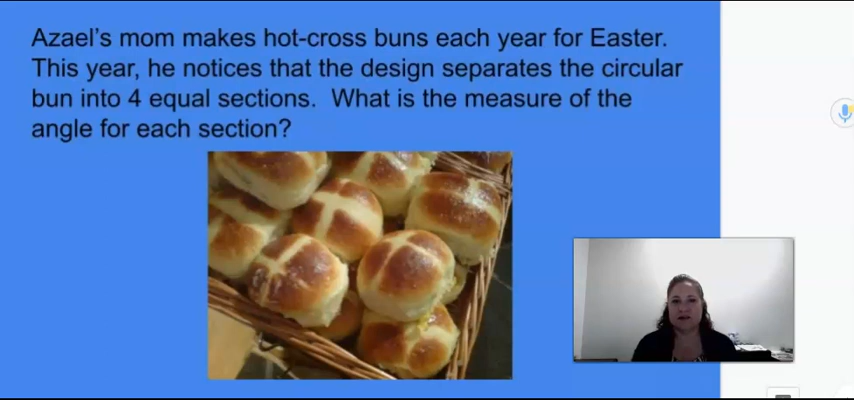 Azael's mom makes hot-cross buns each year for Easter.
This year, he notices that the design separates the circular
bun into 4 equal sections.  What is the measure of the
angle for each section?